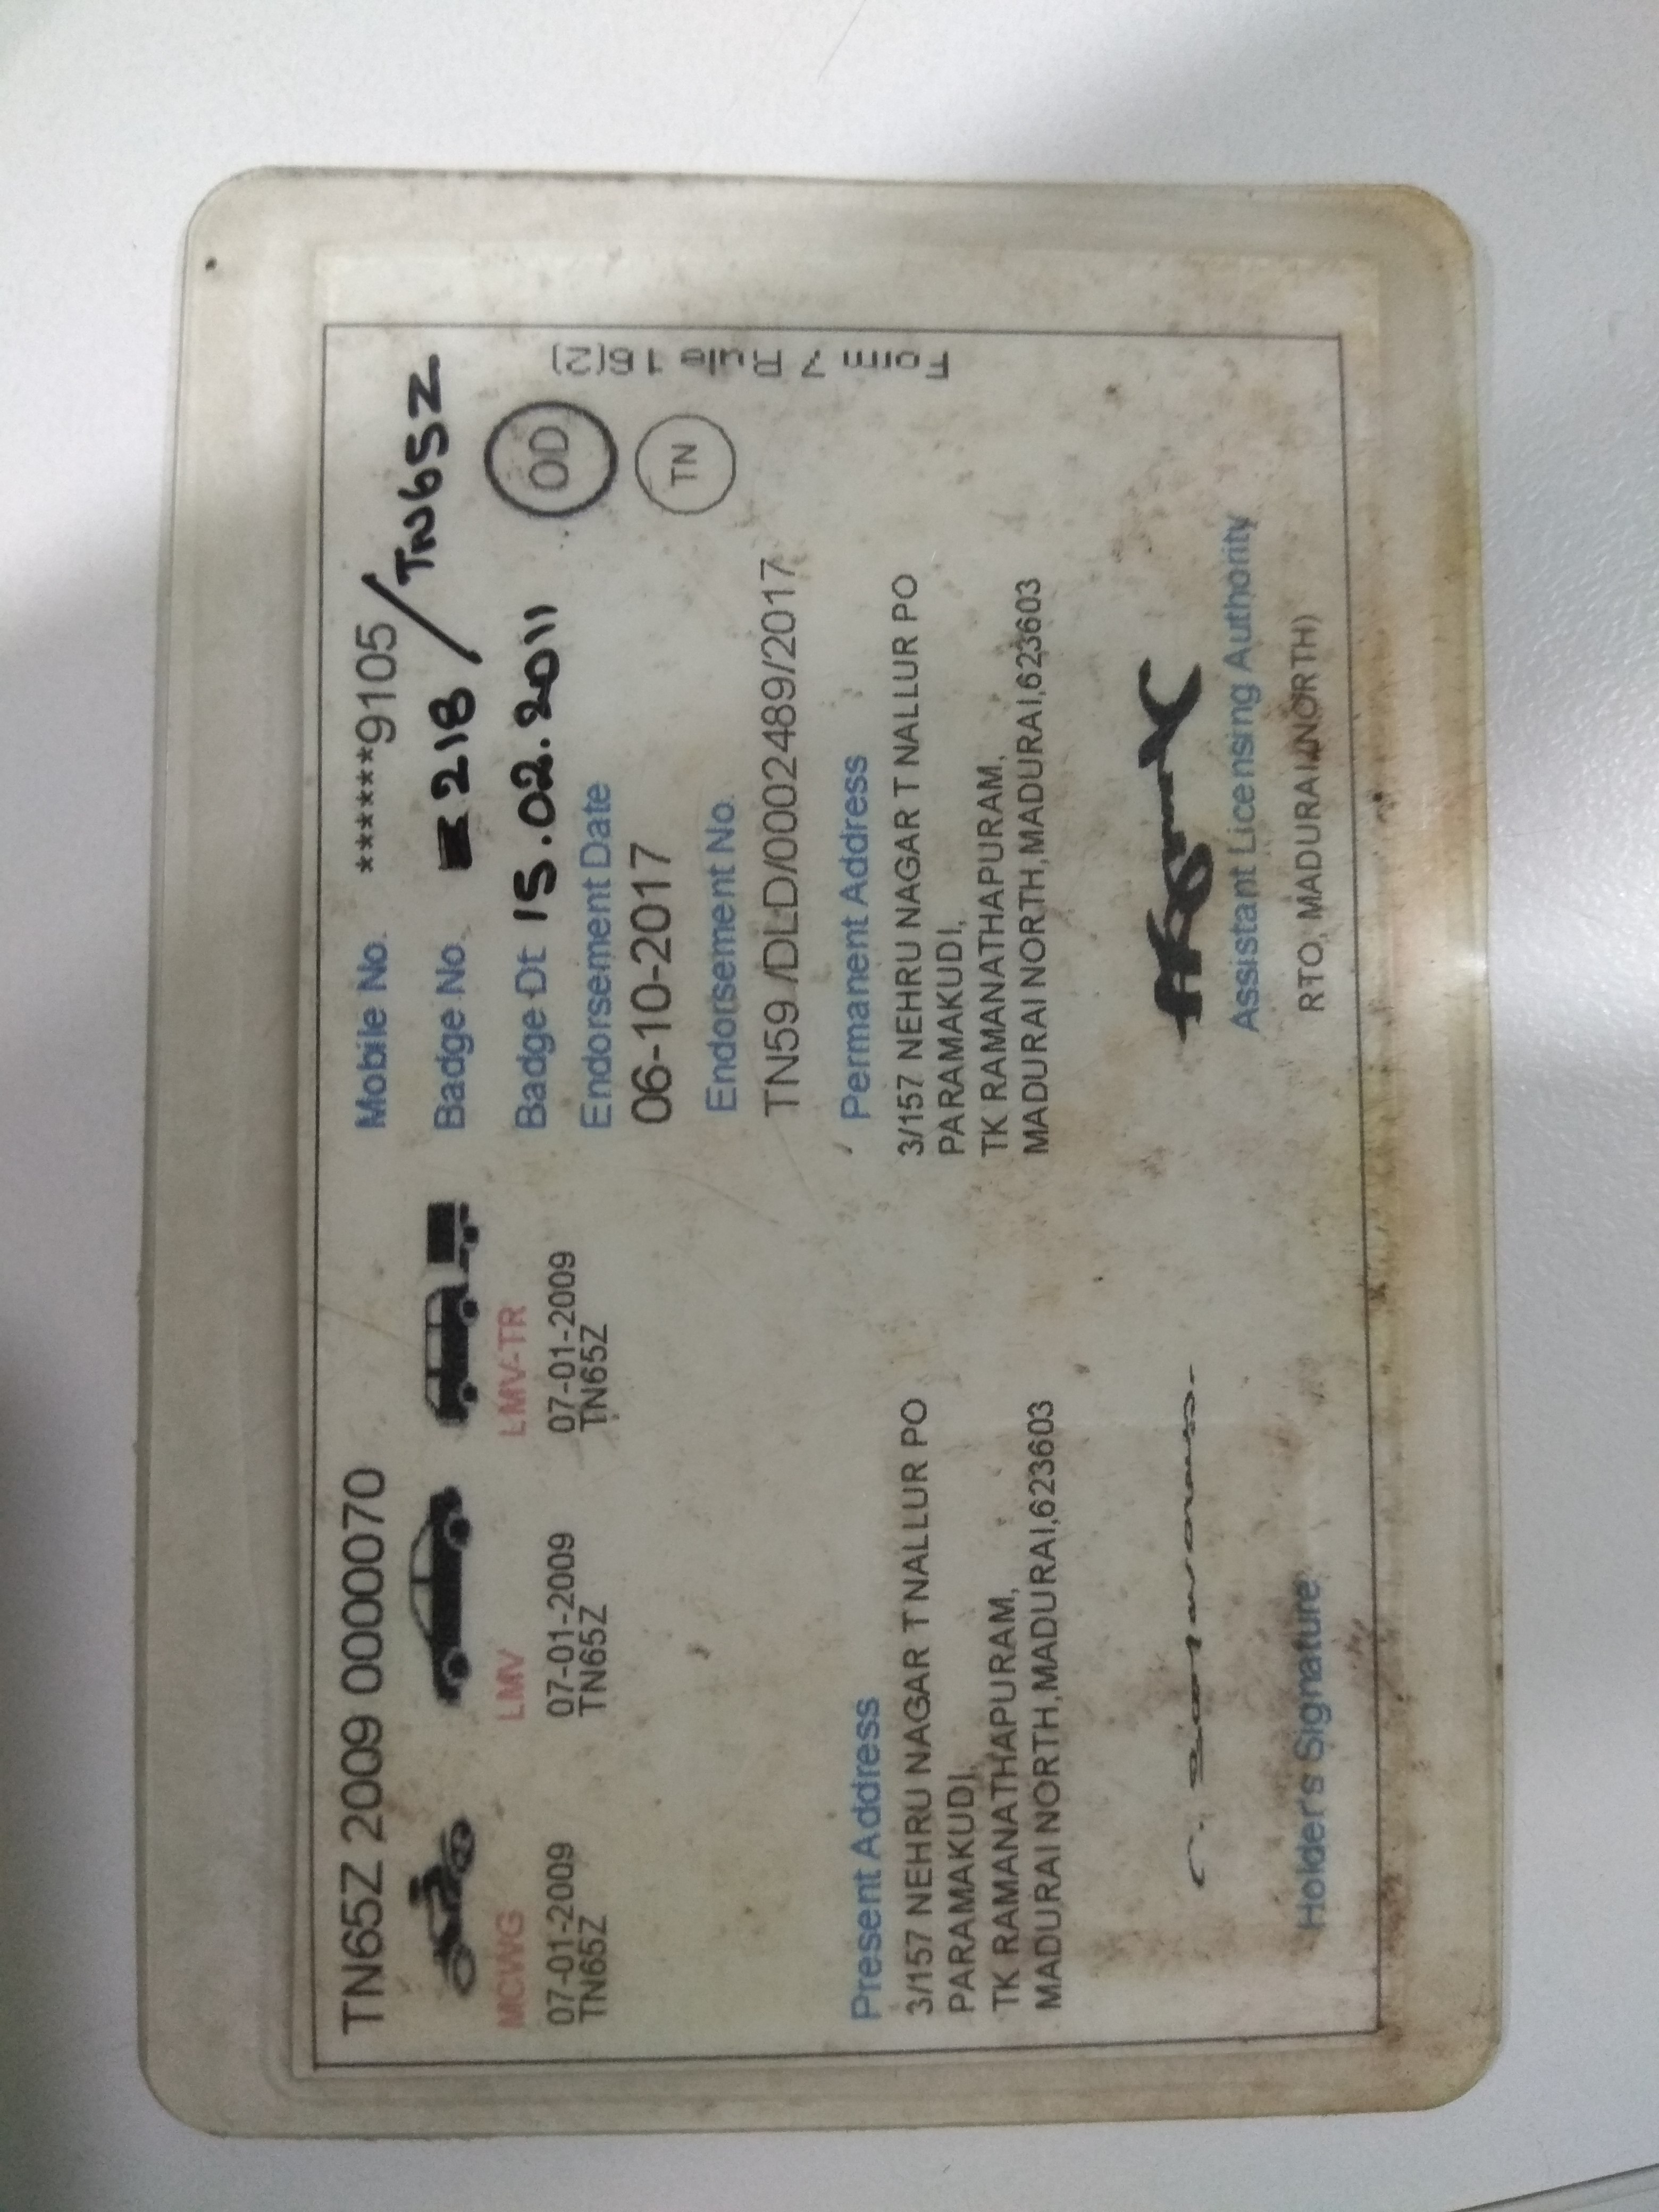 TN65Z 2009 0000070
MCWG
07-01-2009
TN65Z
LMV
07-01-2009
TN65Z
LMV-TR
07-01-2009
TN65Z
Mobile No. ******9105
Badge No. 218/TN65Z
Badge Dt 15.02.2011
Endorsement Date
06-10-2017
Endorsement No.
TN59 /DLD/0002489/2017
OD
TN
Form 7 Rule 16(2)
Present Address
3/157 NEHRU NAGAR T NALLUR PO
PARAMAKUDI,
TK RAMANATHAPURAM,
MADURAI NORTH,MADURAI,623603
Permanent Address
3/157 NEHRU NAGAR T NALLUR PO
PARAMAKUDI,
TK RAMANATHAPURAM,
MADURAI NORTH,MADURAI,623603
Holder's Signature
Assistant Licensing Authority
RTO, MADURAI (NORTH)